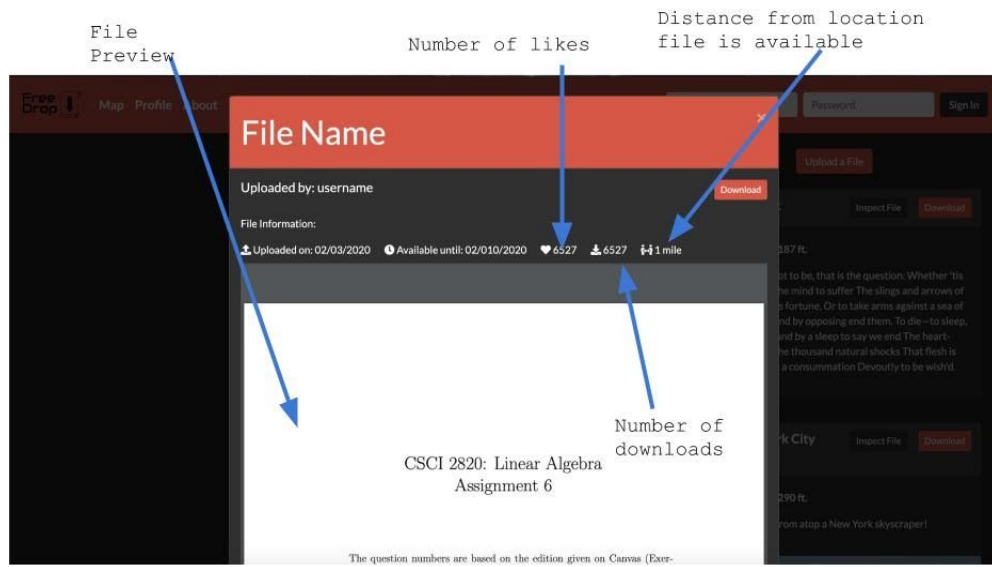 File
Preview
Number of likes
Distance from location
file is available
Free
Drop
Map Profile About
Password
Sign In
File Name
×
Upload a File
Uploaded by: username
Download
Inspect File
Download
File Information:
Uploaded on: 02/03/2020 Available until: 02/010/2020 6527 6527 1 mile
187 ft.
ot to be, that is the question: Whether 'tis
he mind to suffer The slings and arrows of
s fortune, Or to take arms against a sea of
nd by opposing end them. To die—to sleep,
and by a sleep to say we end The heart-
he thousand natural shocks That flesh is
a consummation Devoutly to be wish'd.
Number of
downloads
rk City
Inspect File
Download
CSCI 2820: Linear Algebra
Assignment 6
290 ft.
rom atop a New York skyscraper!
The question numbers are based on the edition given on Canvas (Exer-